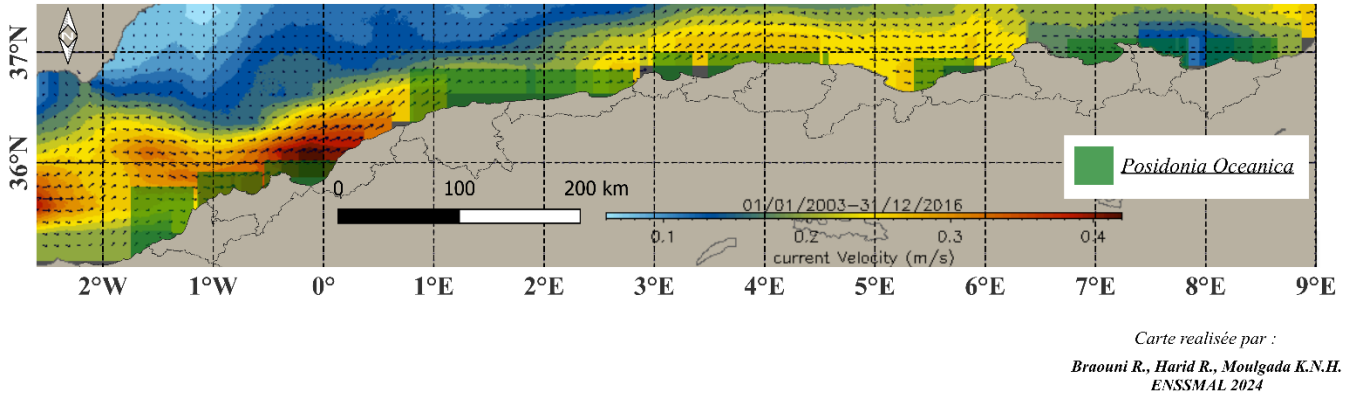 37°N
36°N
0 100 200 km
01/01/2003–31/12/2016
0.1 0.2 0.3 0.4
current Velocity (m/s)
Posidonia Oceanica
2°W 1°W 0° 1°E 2°E 3°E 4°E 5°E 6°E 7°E 8°E 9°E
Carte realisée par :
Braouni R., Harid R., Moulgada K.N.H.
ENSSMAL 2024